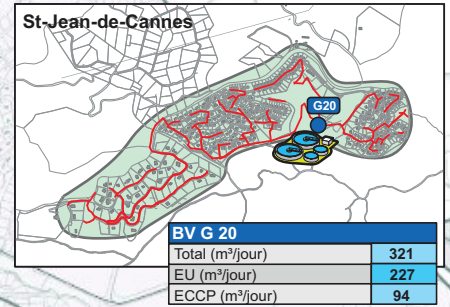 St-Jean-de-Cannes
G20
BV G 20
Total (m³/jour) 321
EU (m³/jour) 227
ECCP (m³/jour) 94